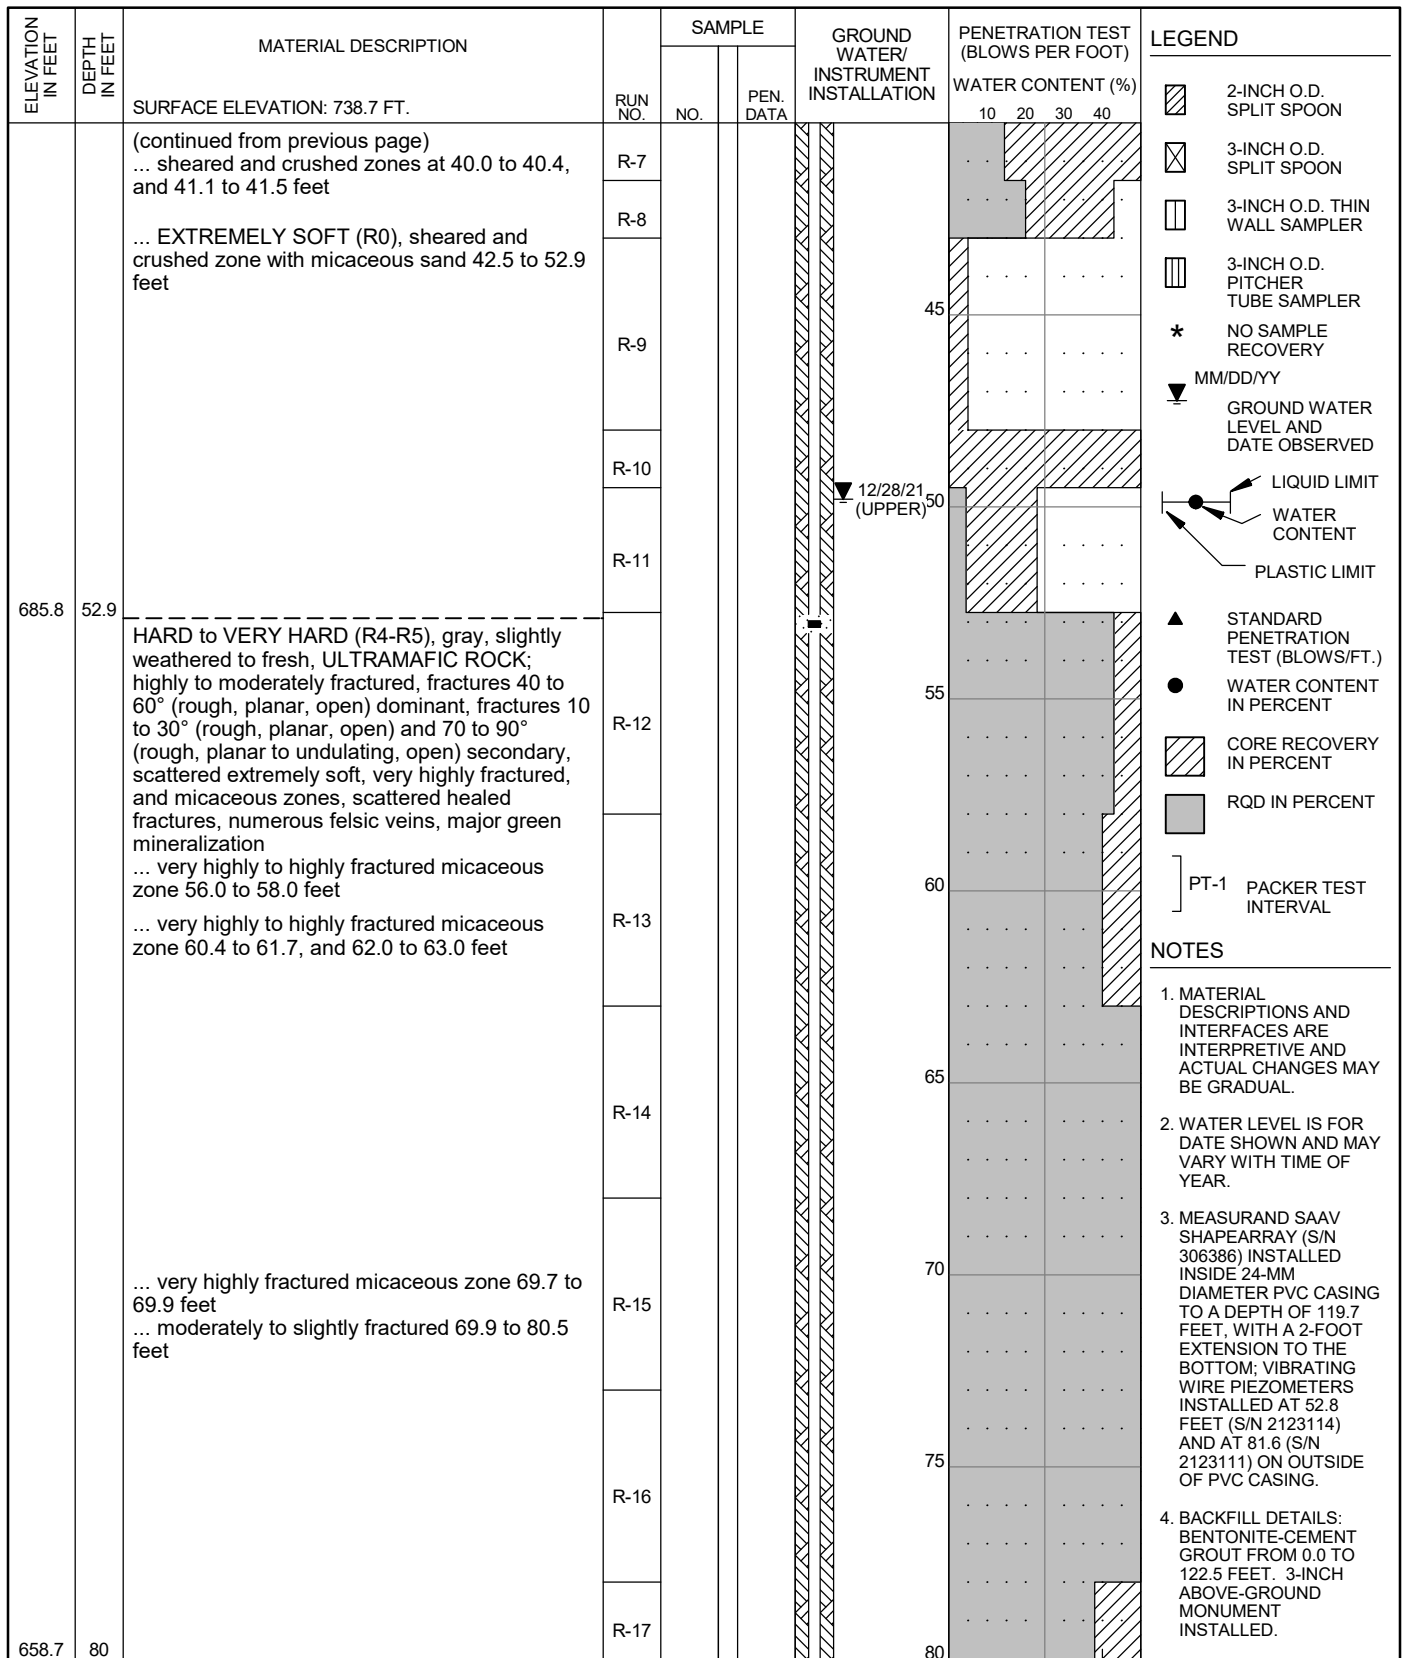 ELEVATION
IN FEET
DEPTH
IN FEET
MATERIAL DESCRIPTION
SURFACE ELEVATION: 738.7 FT.
RUN
NO.
SAMPLE
NO.
PEN.
DATA
GROUND
WATER/
INSTRUMENT
INSTALLATION
PENETRATION TEST
(BLOWS PER FOOT)
WATER CONTENT (%)
10 20 30 40
(continued from previous page)
... sheared and crushed zones at 40.0 to 40.4,
and 41.1 to 41.5 feet
... EXTREMELY SOFT (R0), sheared and
crushed zone with micaceous sand 42.5 to 52.9
feet
685.8 52.9
HARD to VERY HARD (R4-R5), gray, slightly
weathered to fresh, ULTRAMAFIC ROCK;
highly to moderately fractured, fractures 40 to
60° (rough, planar, open) dominant, fractures 10
to 30° (rough, planar, open) and 70 to 90°
(rough, planar to undulating, open) secondary,
scattered extremely soft, very highly fractured,
and micaceous zones, scattered healed
fractures, numerous felsic veins, major green
mineralization
... very highly to highly fractured micaceous
zone 56.0 to 58.0 feet
... very highly to highly fractured micaceous
zone 60.4 to 61.7, and 62.0 to 63.0 feet
... very highly fractured micaceous zone 69.7 to
69.9 feet
... moderately to slightly fractured 69.9 to 80.5
feet
658.7 80
R-7
R-8
R-9
R-10
R-11
R-12
R-13
R-14
R-15
R-16
R-17
12/28/21
(UPPER)
45
50
55
60
65
70
75
80
LEGEND
2-INCH O.D.
SPLIT SPOON
3-INCH O.D.
SPLIT SPOON
3-INCH O.D. THIN
WALL SAMPLER
3-INCH O.D.
PITCHER
TUBE SAMPLER
* NO SAMPLE
RECOVERY
MM/DD/YY
GROUND WATER
LEVEL AND
DATE OBSERVED
LIQUID LIMIT
WATER
CONTENT
PLASTIC LIMIT
STANDARD
PENETRATION
TEST (BLOWS/FT.)
WATER CONTENT
IN PERCENT
CORE RECOVERY
IN PERCENT
RQD IN PERCENT
PT-1 PACKER TEST
INTERVAL
NOTES
1. MATERIAL
DESCRIPTIONS AND
INTERFACES ARE
INTERPRETIVE AND
ACTUAL CHANGES MAY
BE GRADUAL.
2. WATER LEVEL IS FOR
DATE SHOWN AND MAY
VARY WITH TIME OF
YEAR.
3. MEASURAND SAAV
SHAPEARRAY (S/N
306386) INSTALLED
INSIDE 24-MM
DIAMETER PVC CASING
TO A DEPTH OF 119.7
FEET, WITH A 2-FOOT
EXTENSION TO THE
BOTTOM; VIBRATING
WIRE PIEZOMETERS
INSTALLED AT 52.8
FEET (S/N 2123114)
AND AT 81.6 (S/N
2123111) ON OUTSIDE
OF PVC CASING.
4. BACKFILL DETAILS:
BENTONITE-CEMENT
GROUT FROM 0.0 TO
122.5 FEET. 3-INCH
ABOVE-GROUND
MONUMENT
INSTALLED.